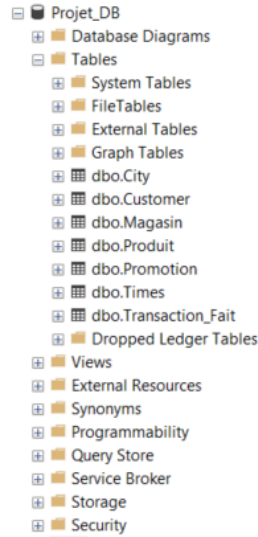 Projet_DB
Database Diagrams
Tables
System Tables
FileTables
External Tables
Graph Tables
dbo.City
dbo.Customer
dbo.Magasin
dbo.Produit
dbo.Promotion
dbo.Times
dbo.Transaction_Fait
Dropped Ledger Tables
Views
External Resources
Synonyms
Programmability
Query Store
Service Broker
Storage
Security